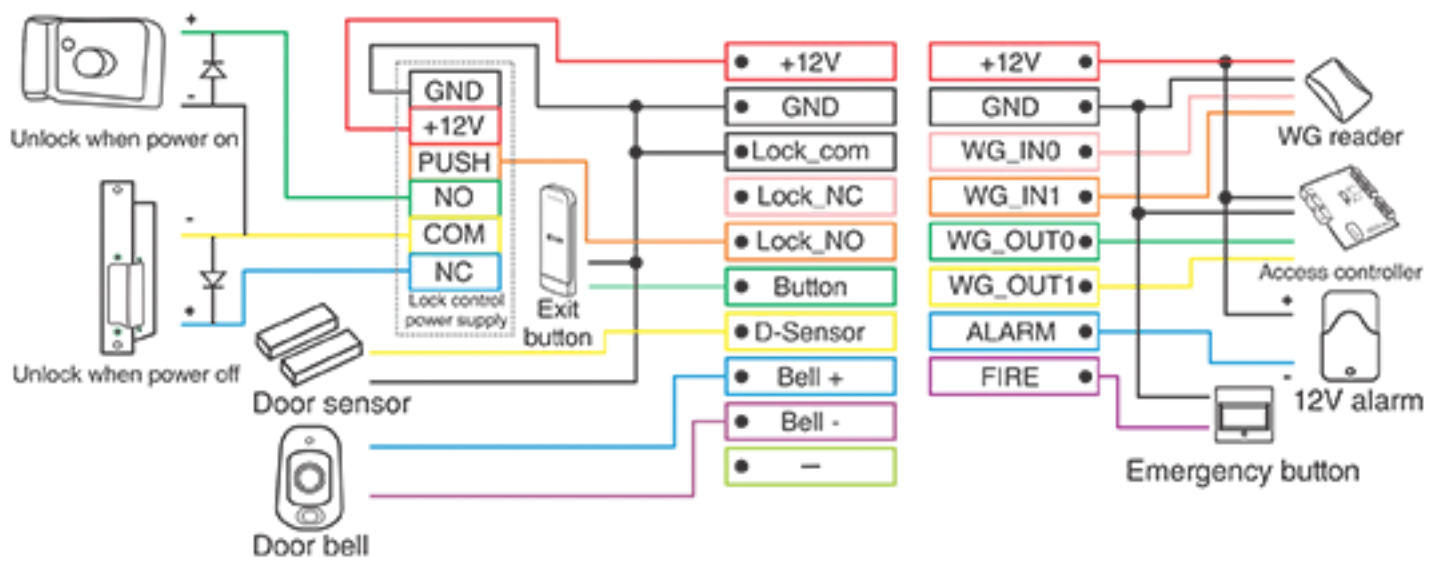 +
-
Unlock when power on
-
+
Unlock when power off
GND
+12V
PUSH
NO
COM
NC
Lock control
power supply
Exit
button
Door sensor
Door bell
+12V
GND
Lock_com
Lock_NC
Lock_NO
Button
D-Sensor
Bell +
Bell -
—
+12V
GND
WG_IN0
WG_IN1
WG_OUT0
WG_OUT1
ALARM
FIRE
WG reader
Access controller
+
-
12V alarm
Emergency button